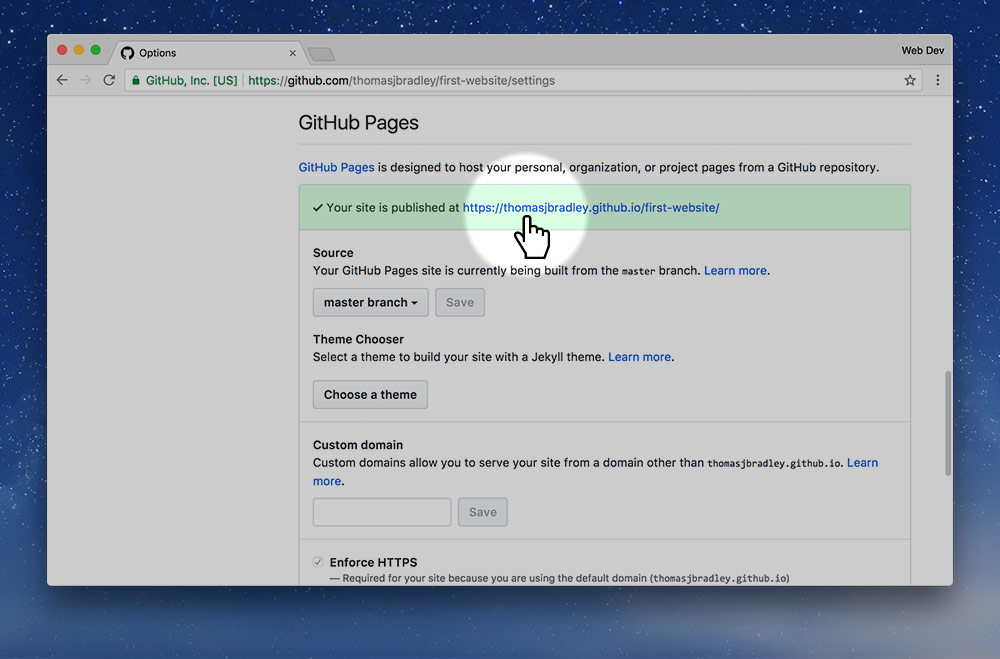 Options
Web Dev
GitHub, Inc. [US] https://github.com/thomasjbradley/first-website/settings
GitHub Pages
GitHub Pages is designed to host your personal, organization, or project pages from a GitHub repository.
Your site is published at https://thomasjbradley.github.io/first-website/
Source
Your GitHub Pages site is currently being built from the master branch. Learn more.
master branch Save
Theme Chooser
Select a theme to build your site with a Jekyll theme. Learn more.
Choose a theme
Custom domain
Custom domains allow you to serve your site from a domain other than thomasjbradley.github.io. Learn
more.
Save
Enforce HTTPS
— Required for your site because you are using the default domain (thomasjbradley.github.io)